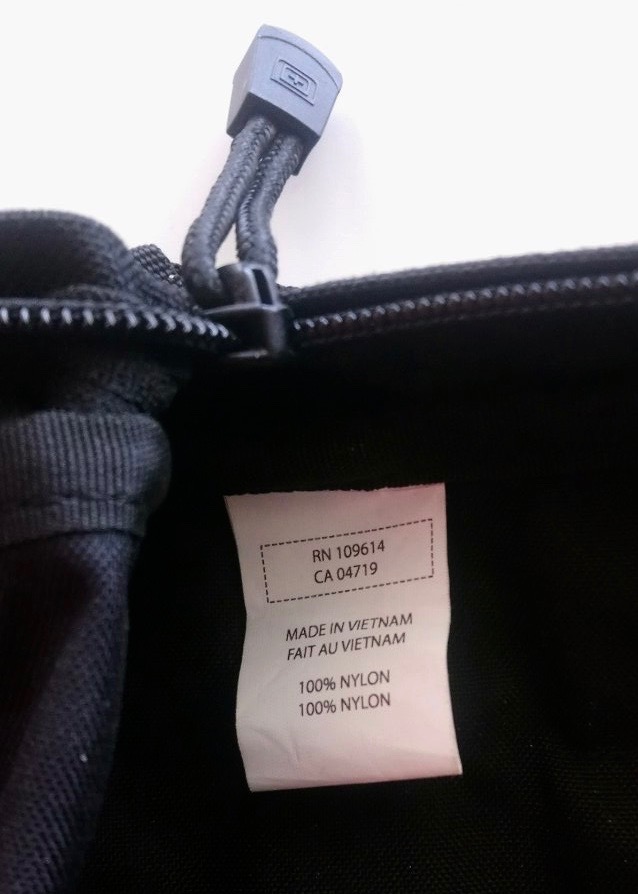 RN 109614
CA 04719
MADE IN VIETNAM
FAIT AU VIETNAM
100% NYLON
100% NYLON